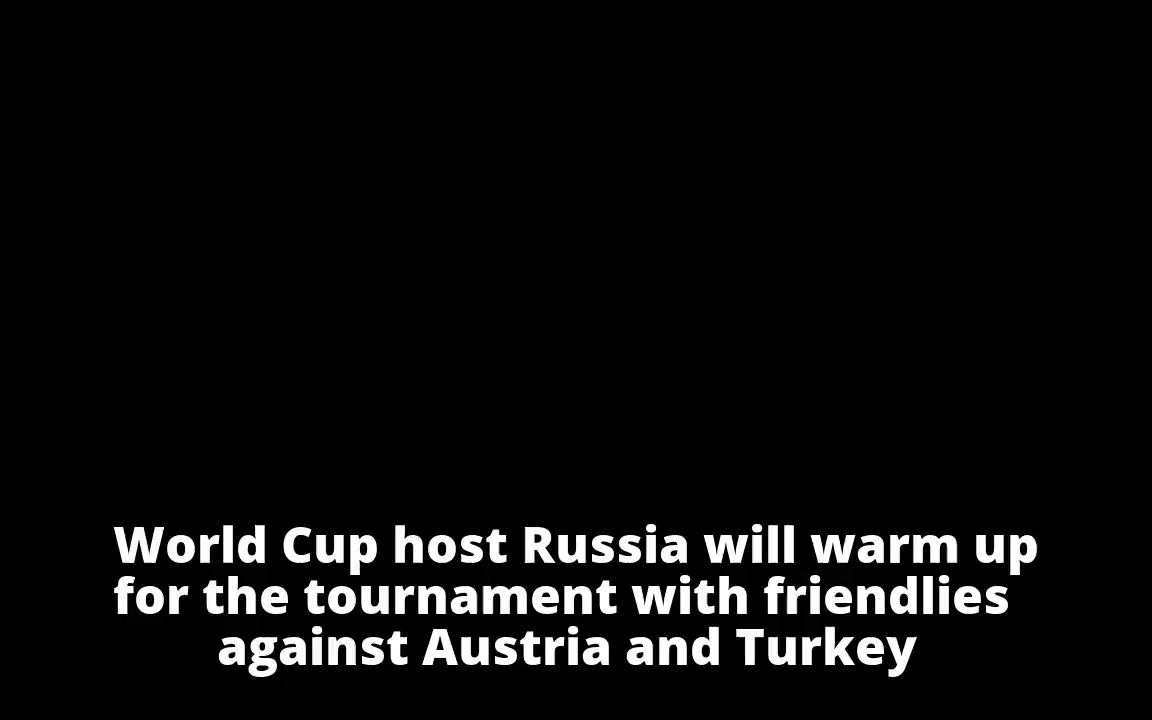 World Cup host Russia will warm up
for the tournament with friendlies
against Austria and Turkey